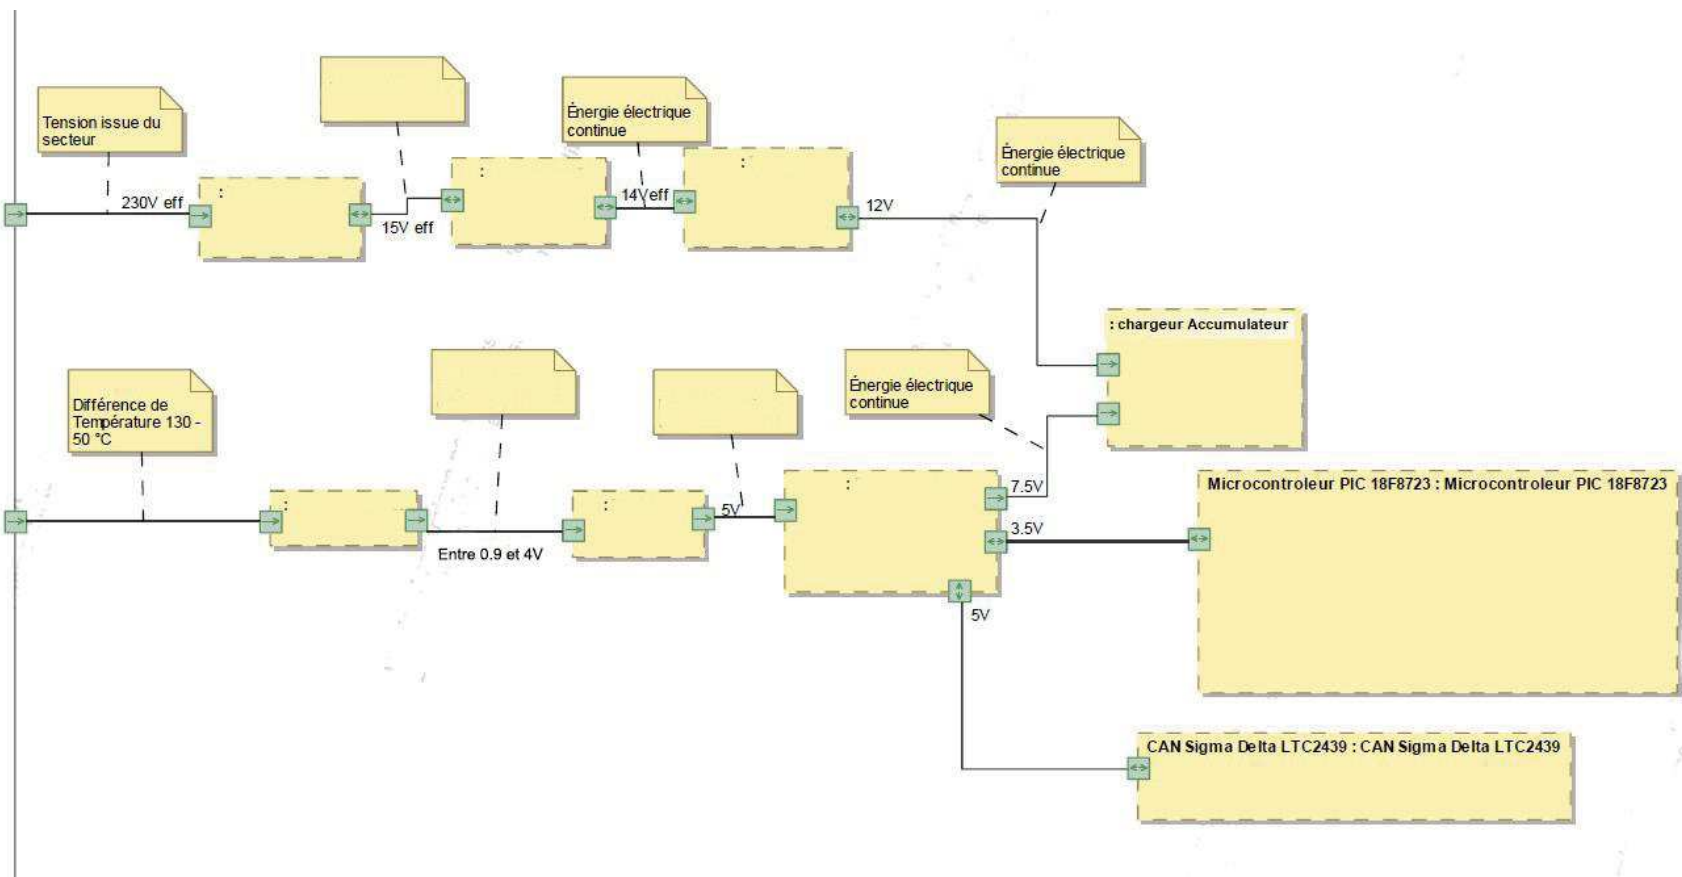 Tension issue du
secteur
Énergie électrique
continue
Énergie électrique
continue
230V eff
:
15V eff
:
14Veff
:
12V
: chargeur Accumulateur
Différence de
Température 130 -
50 °C
Énergie électrique
continue
:
Entre 0.9 et 4V
:
5V
:
7.5V
3.5V
5V
Microcontroleur PIC 18F8723 : Microcontroleur PIC 18F8723
CAN Sigma Delta LTC2439 : CAN Sigma Delta LTC2439